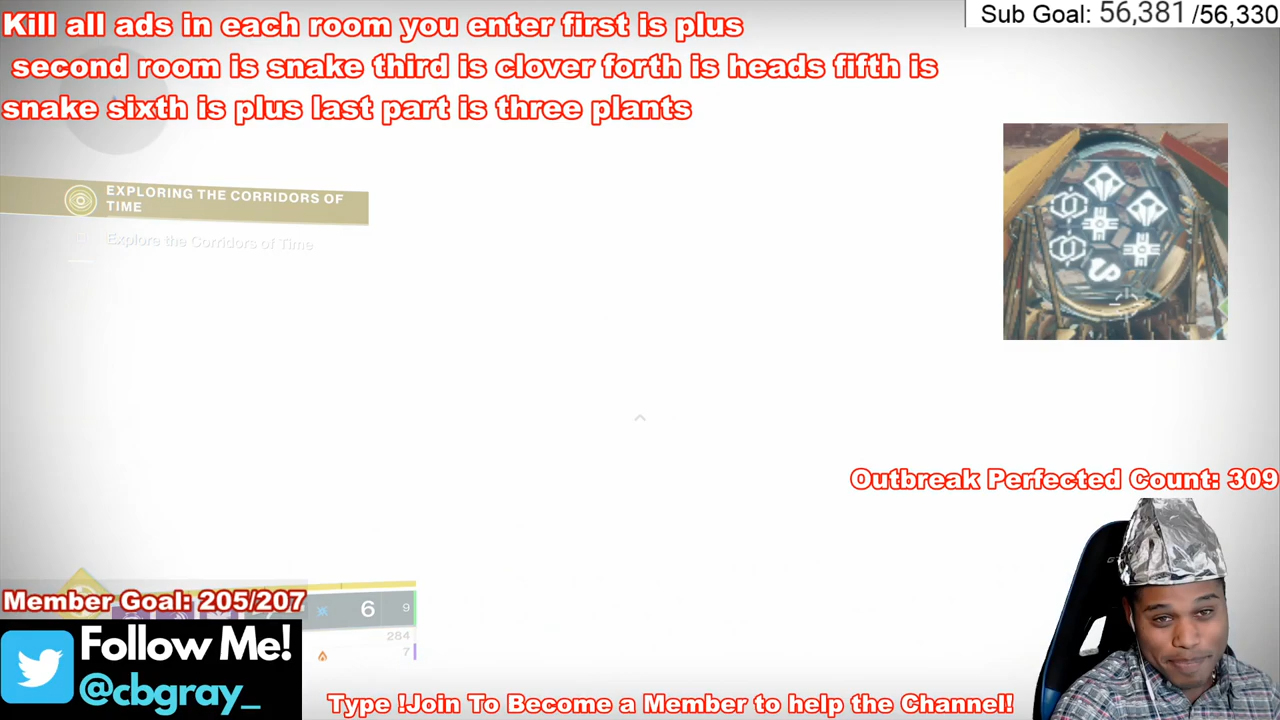 Kill all ads in each room you enter first is plus
second room is snake third is clover forth is heads fifth is
snake sixth is plus last part is three plants
Sub Goal: 56,381 /56,330
EXPLORING THE CORRIDORS OF
TIME
Explore the Corridors of Time
Outbreak Perfected Count: 309
Member Goal: 205/207
6 9
284
7
Follow Me!
@cbgray_
Type !Join To Become a Member to help the Channel!